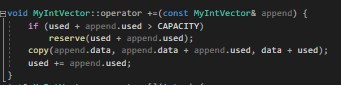 void MyIntVector::operator +=(const MyIntVector& append) {
if (used + append.used > CAPACITY)
reserve(used + append.used);
copy(append.data, append.data + append.used, data + used);
used += append.used;
}